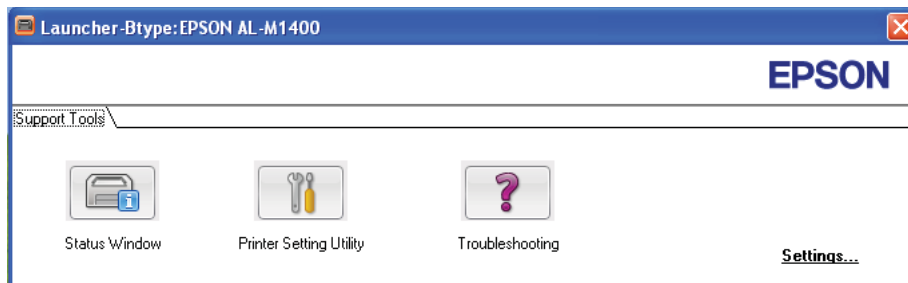 Launcher-Btype:EPSON AL-M1400
EPSON
Support Tools
Status Window
Printer Setting Utility
Troubleshooting
Settings...